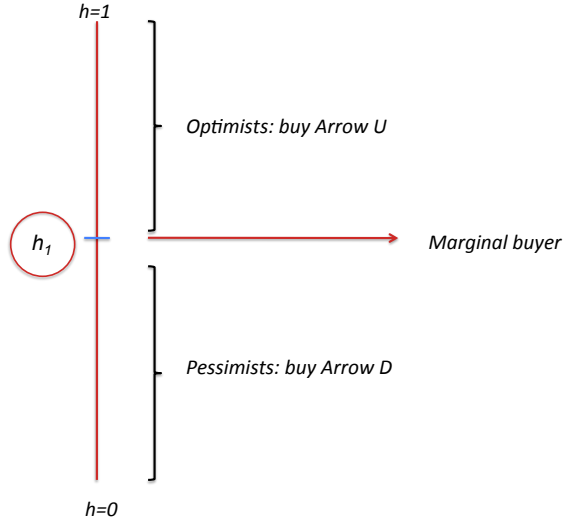 h=1
Optimists: buy Arrow U
h1
Marginal buyer
Pessimists: buy Arrow D
h=0